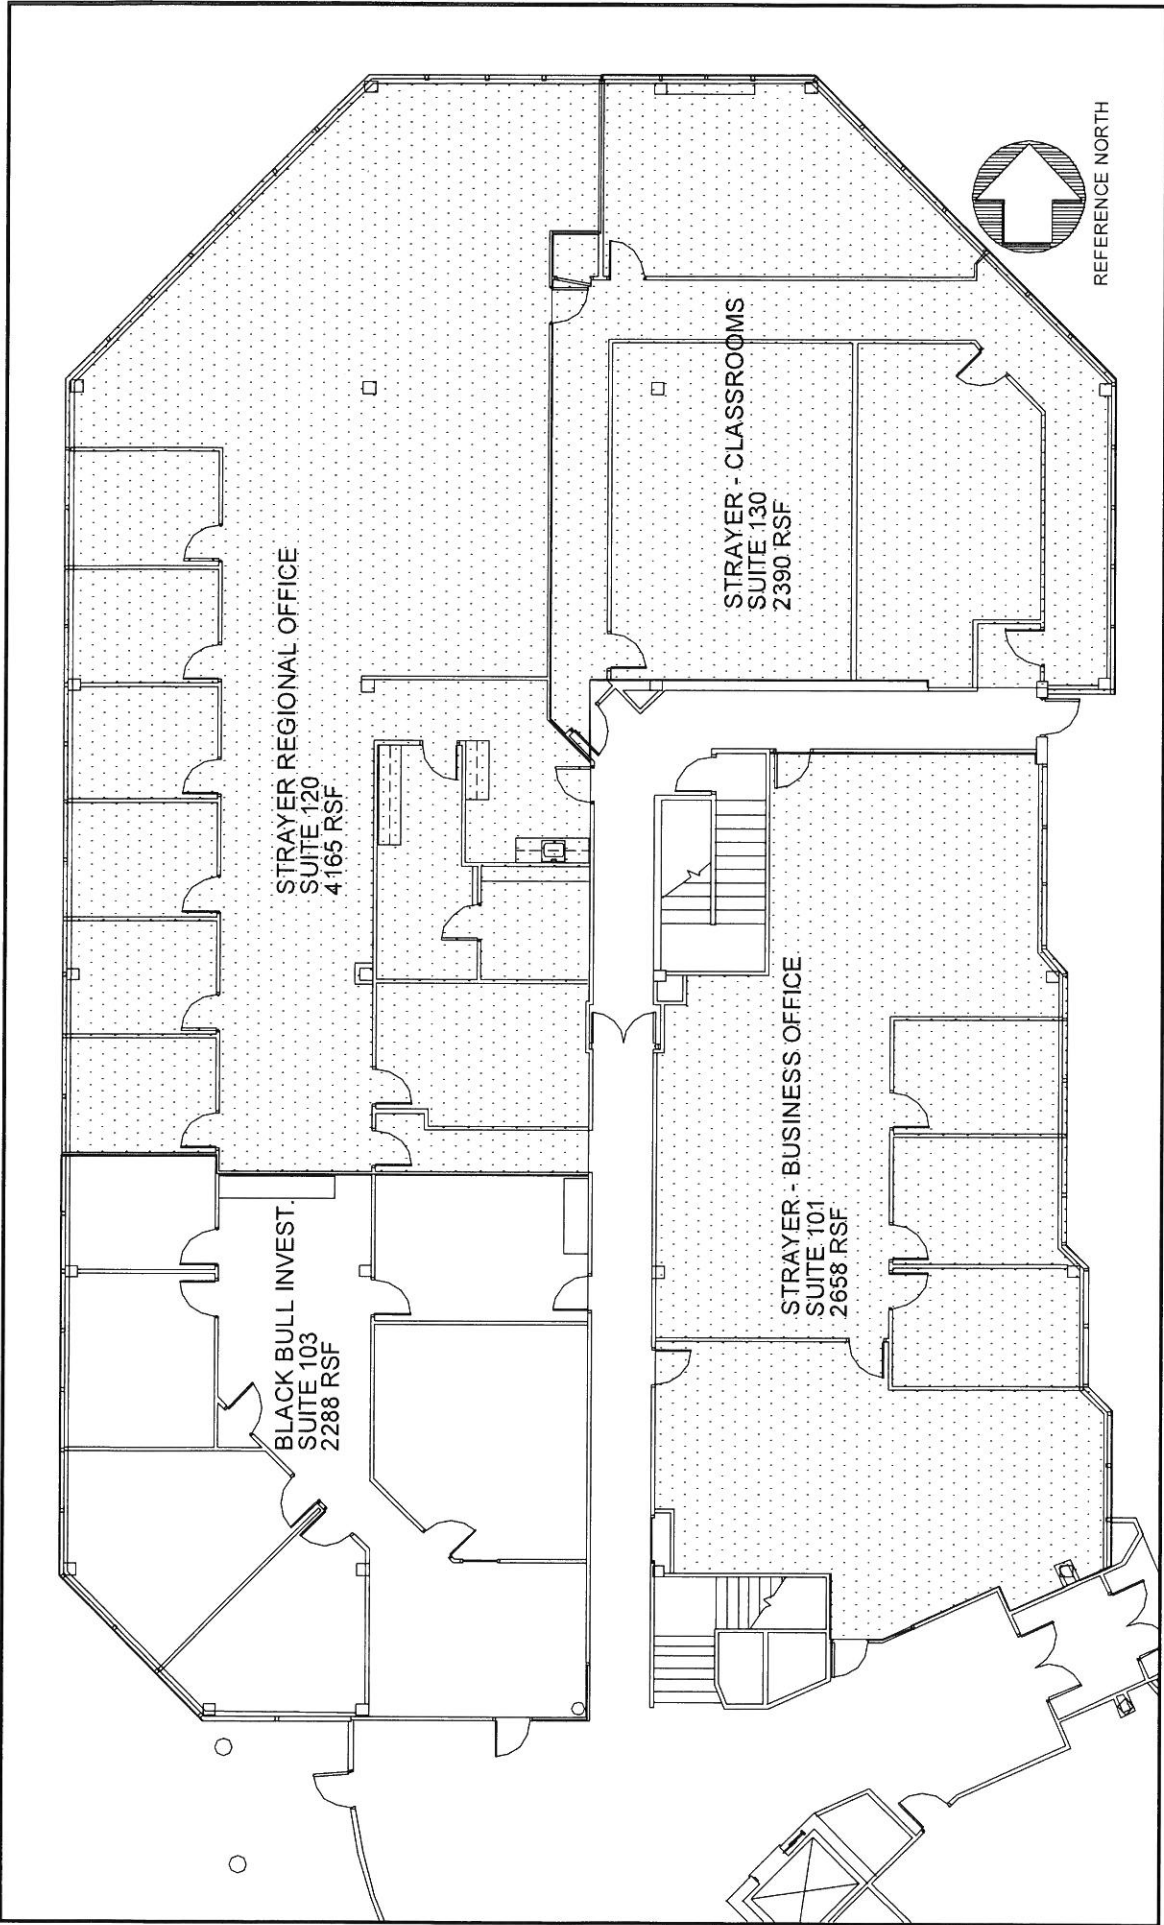 STRAYER REGIONAL OFFICE
SUITE 120
4165 RSF
STRAYER - CLASSROOMS
SUITE 130
2390 RSF
BLACK BULL INVEST.
SUITE 103
2288 RSF
STRAYER - BUSINESS OFFICE
SUITE 101
2658 RSF
REFERENCE NORTH